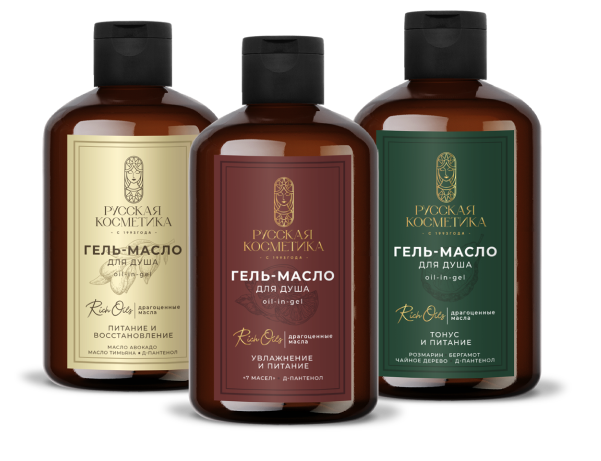 РУССКАЯ
КОСМЕТИКА
С 1992ГОДА
ГЕЛЬ-МАСЛО
ДЛЯ ДУША
oil-in-gel
Rich Oils
драгоценные
масла
ПИТАНИЕ И
ВОССТАНОВЛЕНИЕ
МАСЛО АВОКАДО
МАСЛО ТИМЬЯНА • Д-ПАНТЕНОЛ
РУССКАЯ
КОСМЕТИКА
С 1992ГОДА
ГЕЛЬ-МАСЛО
ДЛЯ ДУША
oil-in-gel
Rich Oils
драгоценные
масла
УВЛАЖНЕНИЕ
И ПИТАНИЕ
«7 МАСЕЛ» Д-ПАНТЕНОЛ
РУССКАЯ
КОСМЕТИКА
С 1992ГОДА
ГЕЛЬ-МАСЛО
ДЛЯ ДУША
oil-in-gel
Rich Oils
драгоценные
масла
ТОНУС
И ПИТАНИЕ
РОЗМАРИН БЕРГАМОТ
ЧАЙНОЕ ДЕРЕВО Д-ПАНТЕНОЛ